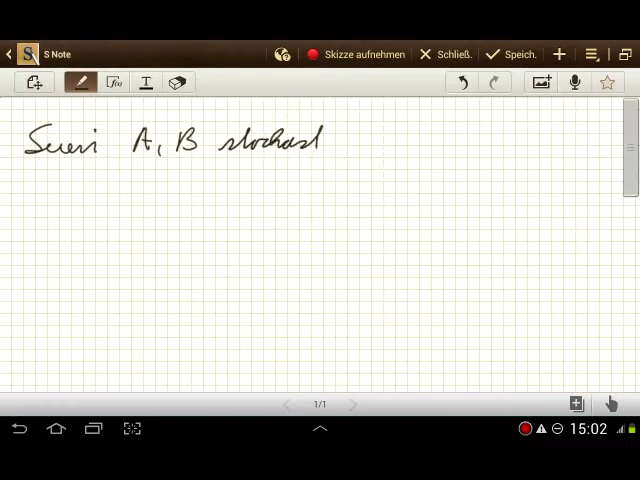 S Note
Skizze aufnehmen
Schließ.
Speich.
f(x)
T
Seien A, B stochast
1/1
15:02